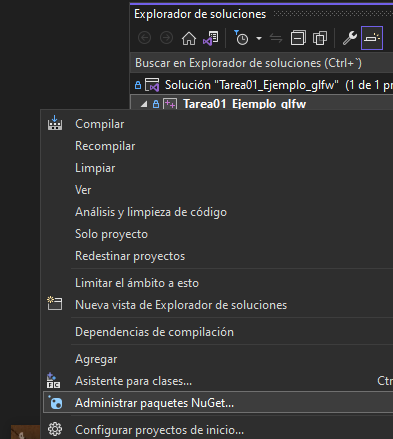 Explorador de soluciones
Buscar en Explorador de soluciones (Ctrl+´)
Solución "Tarea01_Ejemplo_glfw" (1 de 1 pr
Tarea01_Ejemplo_glfw
Compilar
Recompilar
Limpiar
Ver
Análisis y limpieza de código
Solo proyecto
Redestinar proyectos
Limitar el ámbito a esto
Nueva vista de Explorador de soluciones
Dependencias de compilación
Agregar
Asistente para clases... Ctr
Administrar paquetes NuGet...
Configurar proyectos de inicio...